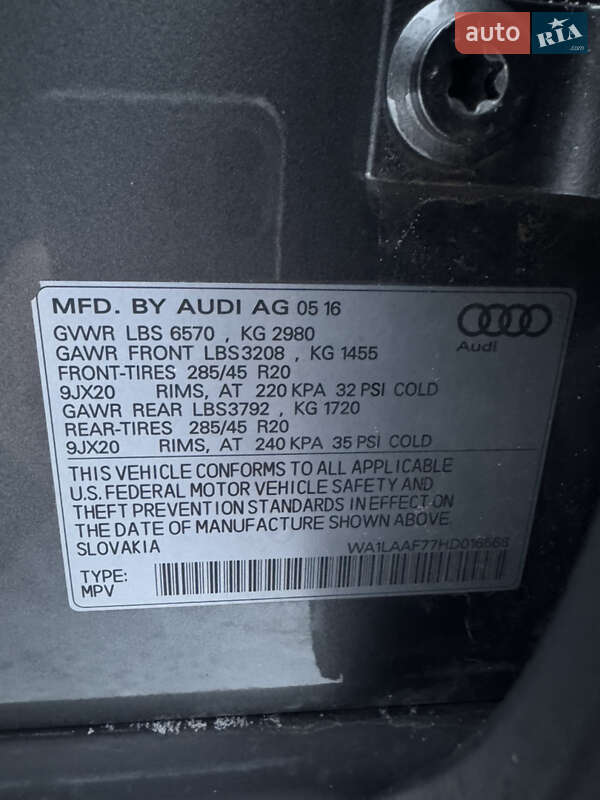 auto RIA.com
MFD. BY AUDI AG 05 16
GVWR LBS 6570 , KG 2980
GAWR FRONT LBS3208 , KG 1455
FRONT-TIRES 285/45 R20
9JX20 RIMS, AT 220 KPA 32 PSI COLD
GAWR REAR LBS3792 , KG 1720
REAR-TIRES 285/45 R20
9JX20 RIMS, AT 240 KPA 35 PSI COLD
Audi
THIS VEHICLE CONFORMS TO ALL APPLICABLE
U.S. FEDERAL MOTOR VEHICLE SAFETY AND
THEFT PREVENTION STANDARDS IN EFFECT ON
THE DATE OF MANUFACTURE SHOWN ABOVE.
SLOVAKIA
TYPE:
MPV